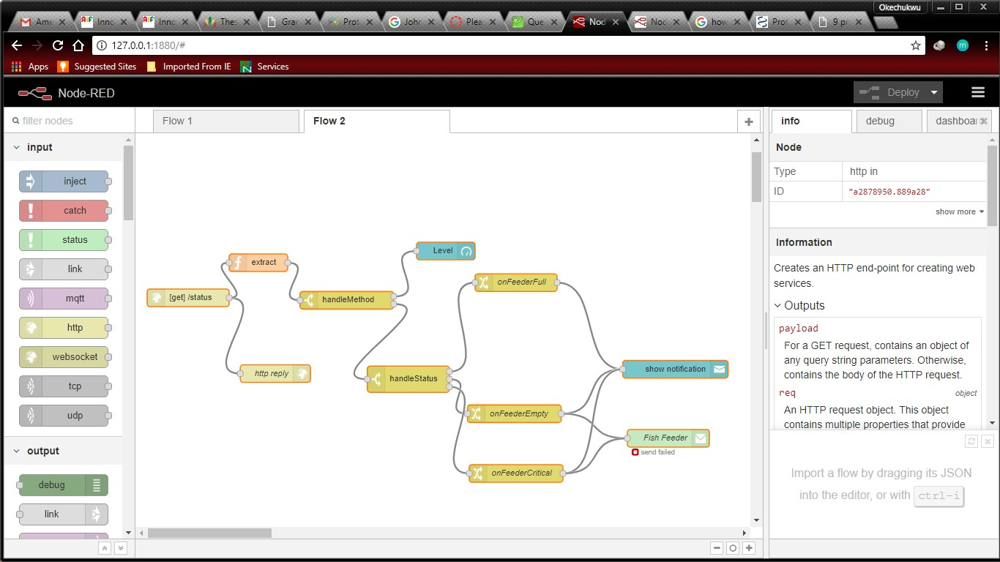 Okechukwu
Ame
Inno
Inno
Thes
Grac
Prot
John
Plea
Que
Nod
Nod
how
Prot
9 pr
127.0.0.1:1880/#
m
Apps
Suggested Sites
Imported From IE
Services
Node-RED
Deploy
filter nodes
Flow 1
Flow 2
info
debug
dashboar
input
inject
catch
status
link
mqtt
http
websocket
tcp
udp
output
debug
link
[get] /status
extract
handleMethod
Level
http reply
handleStatus
onFeederFull
onFeederEmpty
onFeederCritical
show notification
Fish Feeder
send failed
Node
Type http in
ID "a2878950.889a28"
show more
Information
Creates an HTTP end-point for creating web
services.
Outputs
payload
For a GET request, contains an object of
any query string parameters. Otherwise,
contains the body of the HTTP request.
req object
An HTTP request object. This object
contains multiple properties that provide
Import a flow by dragging its JSON
into the editor, or with ctrl-i